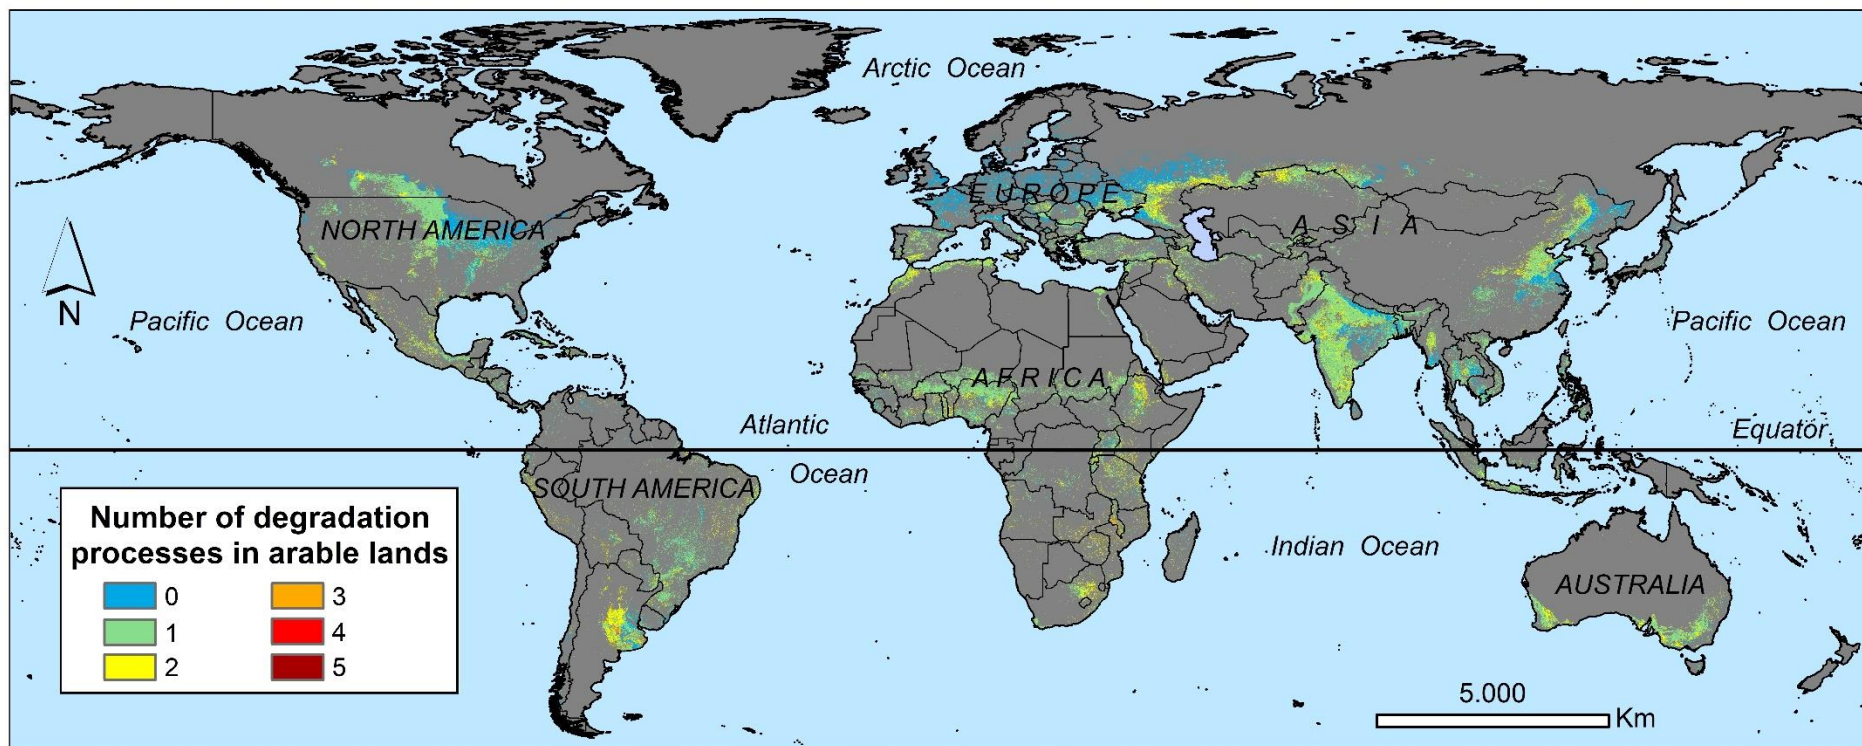 Arctic Ocean
EUROPE
NORTH AMERICA
ASIA
N
Pacific Ocean
Pacific Ocean
AFRICA
Atlantic
Ocean
Equator
SOUTH AMERICA
Indian Ocean
AUSTRALIA
Number of degradation
processes in arable lands
0
3
1
4
2
5
5.000
Km